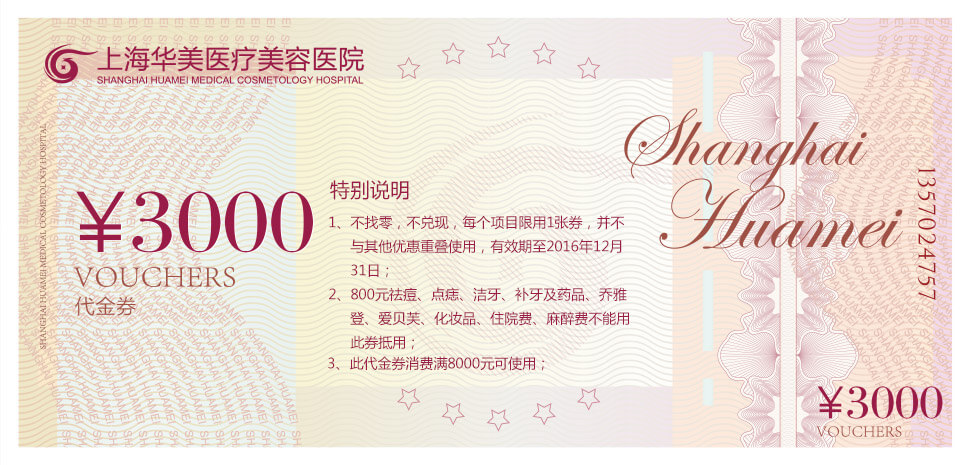 上海华美医疗美容医院
SHANGHAI HUAMEI MEDICAL COSMETOLOGY HOSPITAL
SHANGHAI HUAMEI MEDICAL COSMETOLOGY HOSPITAL
¥3000
VOUCHERS
代金券
特别说明
1、不找零，不兑现，每个项目限用1张券，并不
与其他优惠重叠使用，有效期至2016年12月
31日；
2、800元祛痘、点痣、洁牙、补牙及药品、乔雅
登、爱贝芙、化妆品、住院费、麻醉费不能用
此券抵用；
3、此代金券消费满8000元可使用；
Shanghai
Huamei
13570024757
¥3000
VOUCHERS